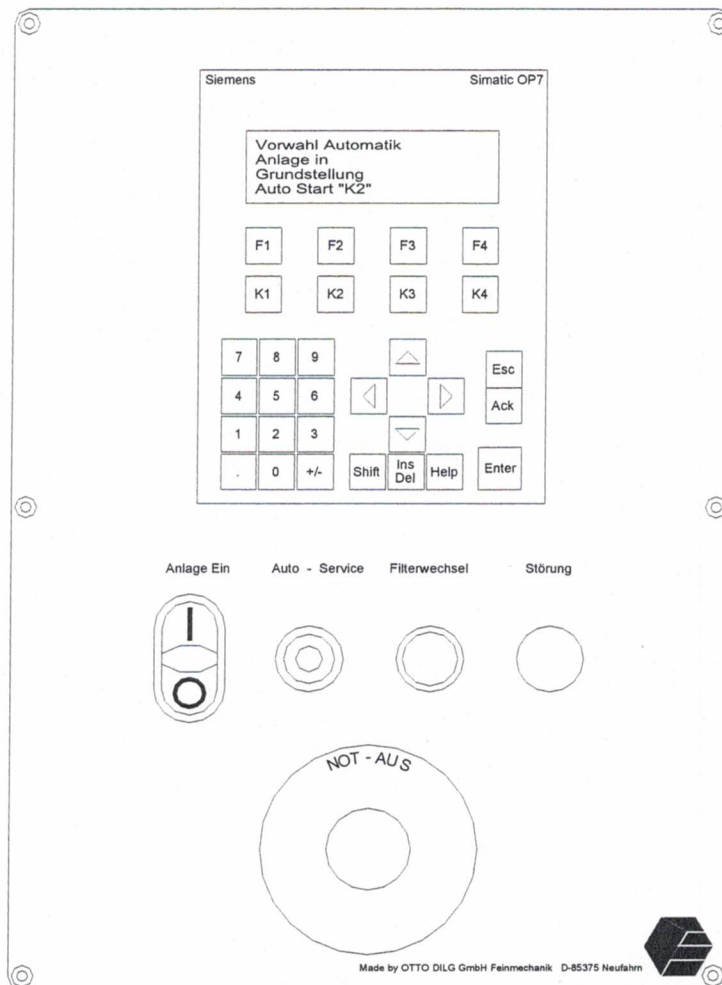 Siemens Simatic OP7
Vorwahl Automatik
Anlage in
Grundstellung
Auto Start "K2"
F1 F2 F3 F4
K1 K2 K3 K4
7 8 9
Esc
4 5 6
Ack
1 2 3
. 0 +/- Shift Ins Del Help Enter
Anlage Ein Auto - Service Filterwechsel Störung
NOT - AUS
Made by OTTO DILG GmbH Feinmechanik D-85375 Neufahrn